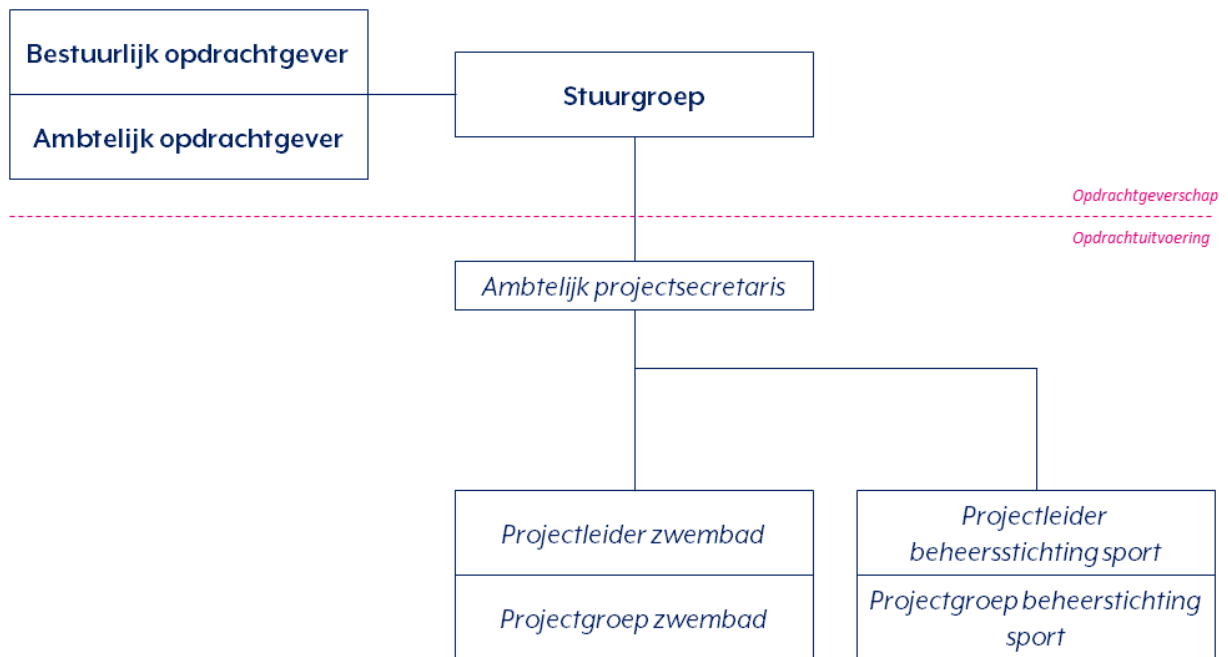 Bestuurlijk opdrachtgever
Ambtelijk opdrachtgever
Stuurgroep
Opdrachtgeverschap
Opdrachtuitvoering
Ambtelijk projectsecretaris
Projectleider zwembad
Projectgroep zwembad
Projectleider
beheersstichting sport
Projectgroep beheerstichting
sport